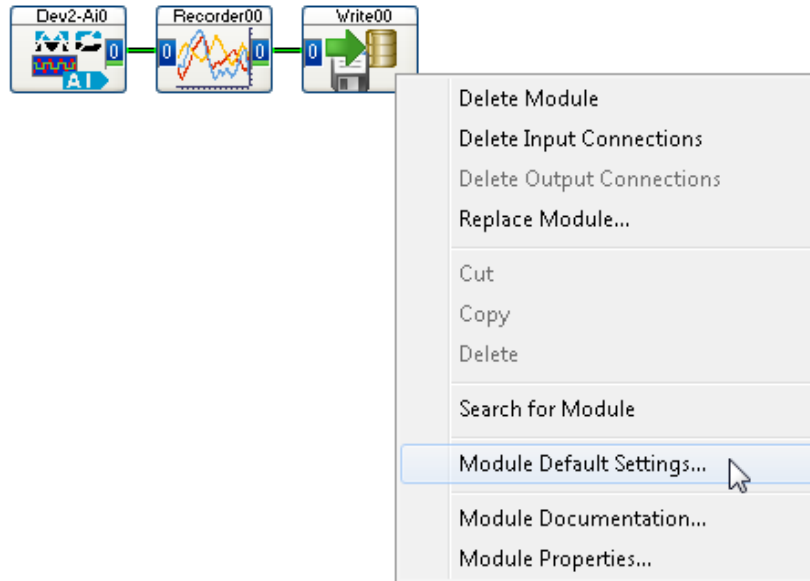 Dev2-Ai0 Recorder00 Write00
0 0 0 0
AI
Delete Module
Delete Input Connections
Delete Output Connections
Replace Module...
Cut
Copy
Delete
Search for Module
Module Default Settings...
Module Documentation...
Module Properties...